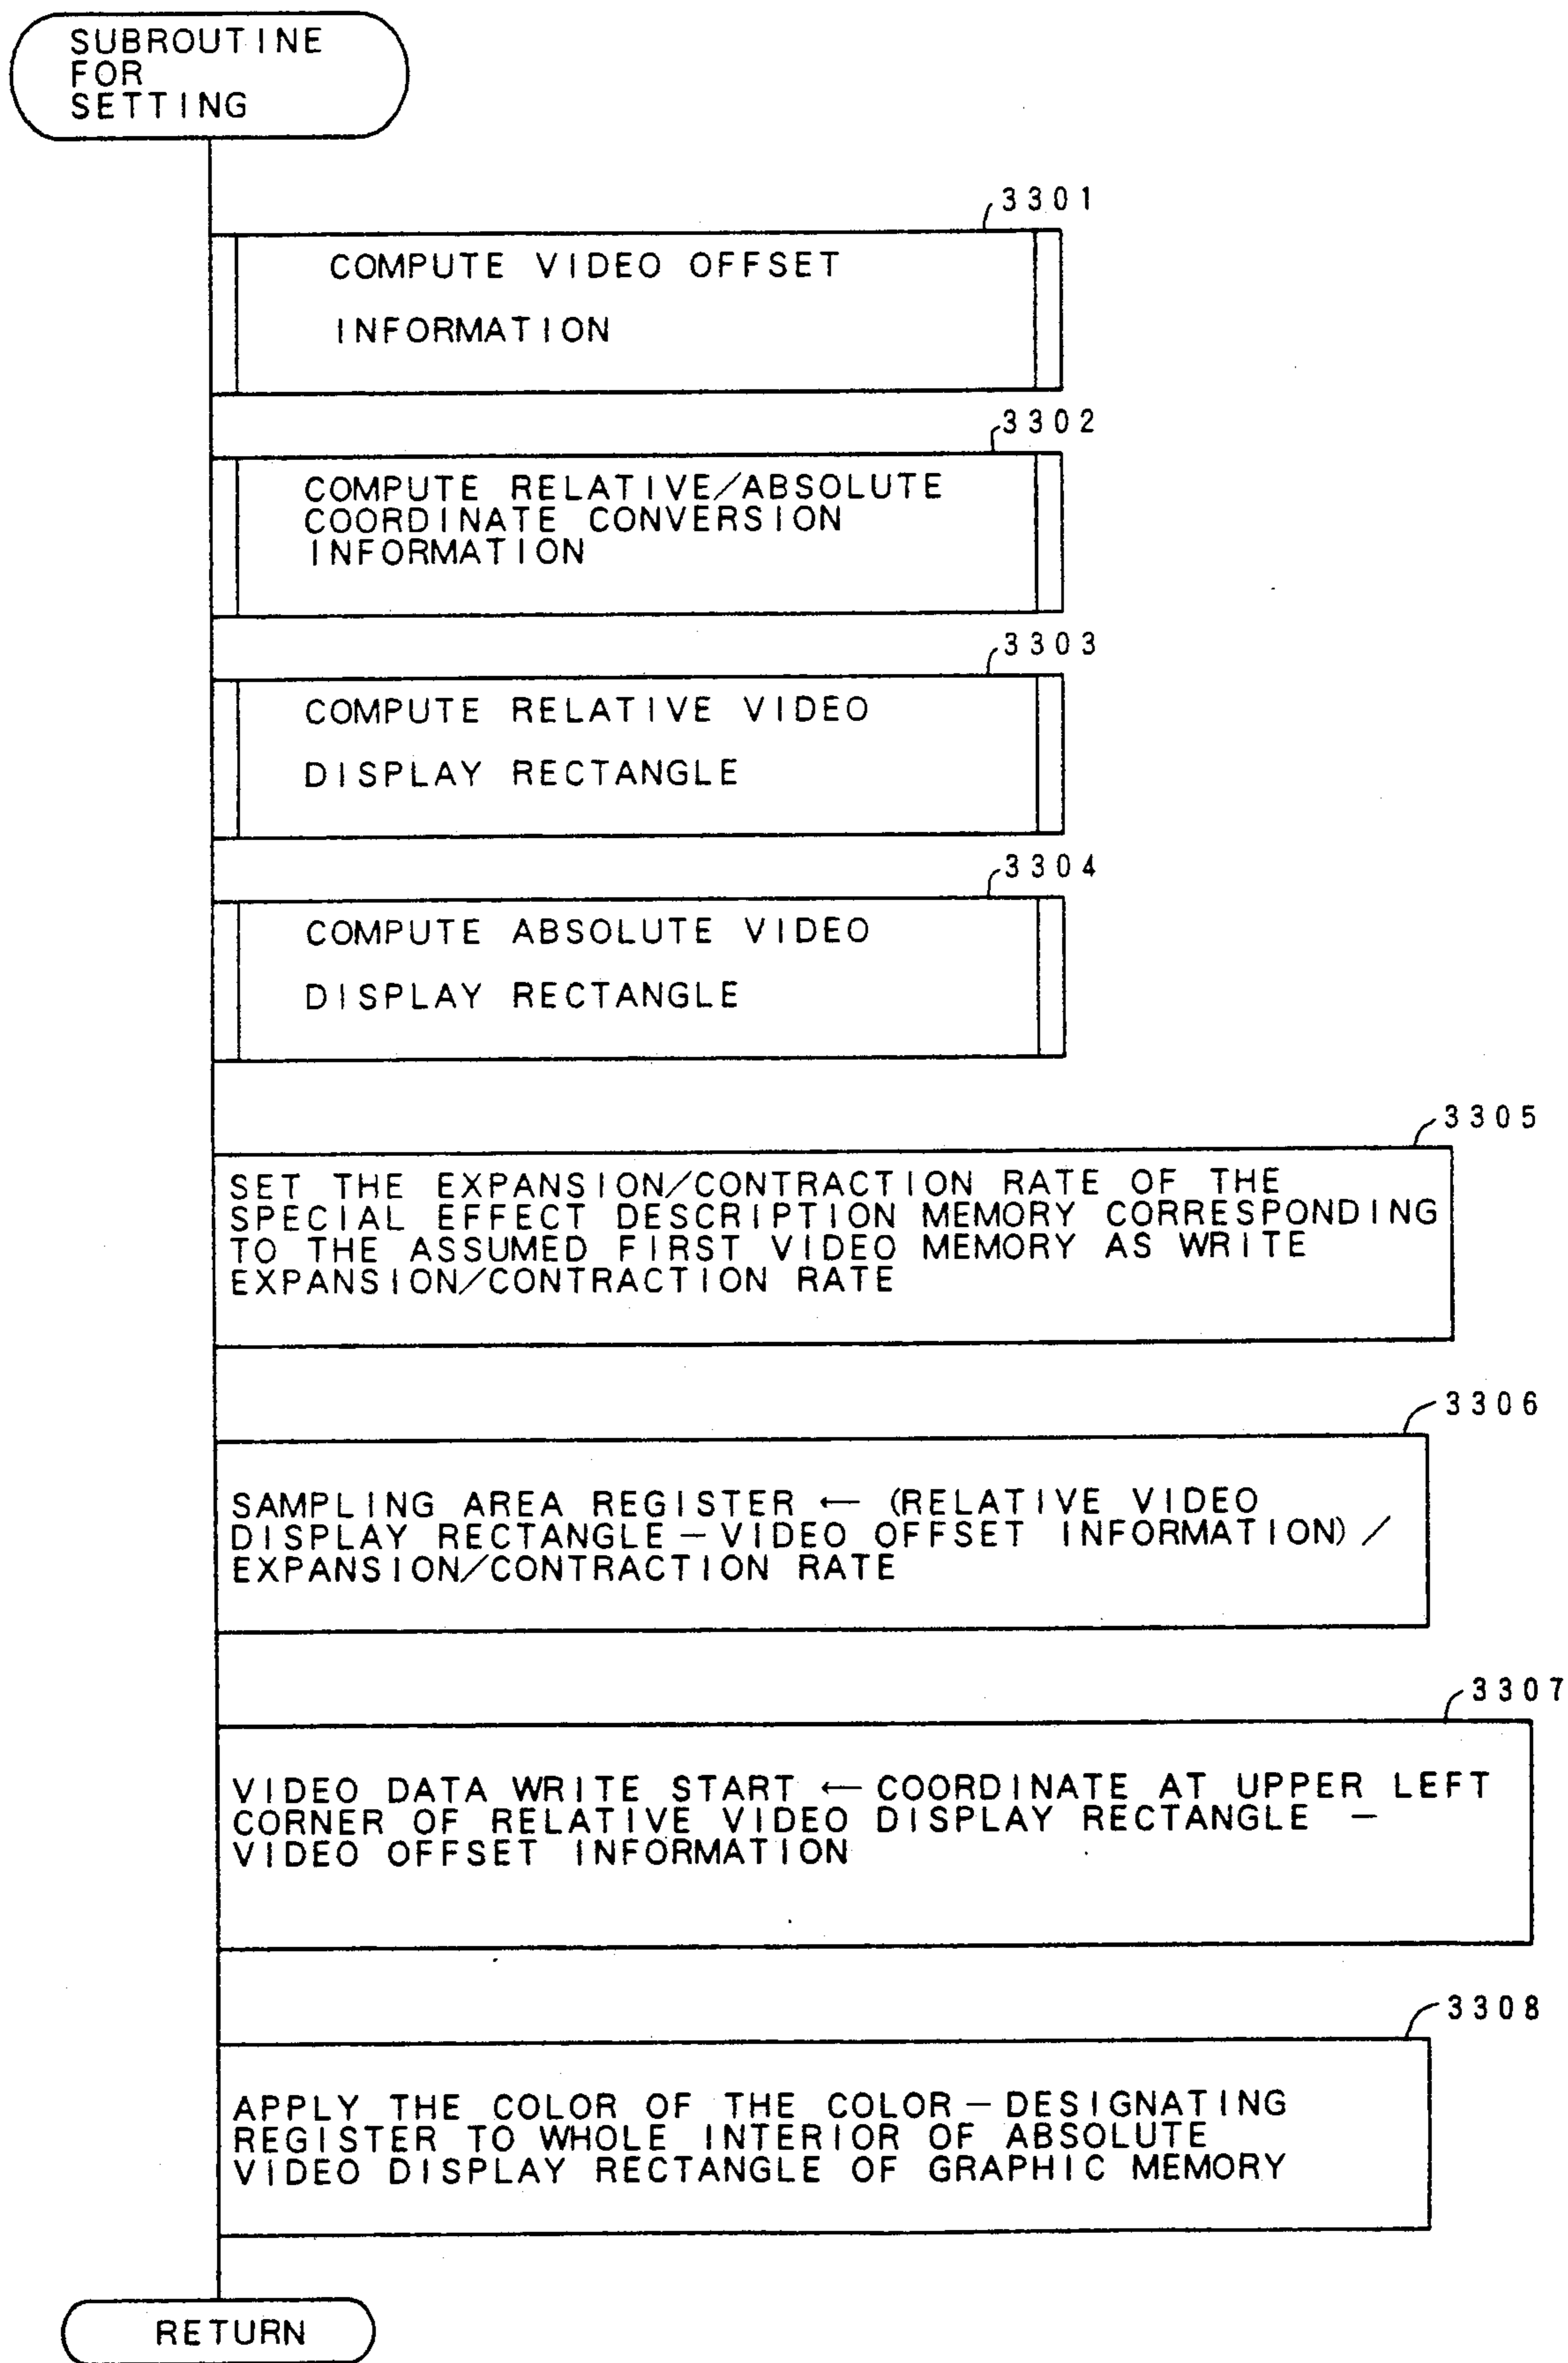 SUBROUTINE
FOR
SETTING
3301
COMPUTE VIDEO OFFSET
INFORMATION
3302
COMPUTE RELATIVE/ABSOLUTE
COORDINATE CONVERSION
INFORMATION
3303
COMPUTE RELATIVE VIDEO
DISPLAY RECTANGLE
3304
COMPUTE ABSOLUTE VIDEO
DISPLAY RECTANGLE
3305
SET THE EXPANSION/CONTRACTION RATE OF THE
SPECIAL EFFECT DESCRIPTION MEMORY CORRESPONDING
TO THE ASSUMED FIRST VIDEO MEMORY AS WRITE
EXPANSION/CONTRACTION RATE
3306
SAMPLING AREA REGISTER ← (RELATIVE VIDEO
DISPLAY RECTANGLE – VIDEO OFFSET INFORMATION) /
EXPANSION/CONTRACTION RATE
3307
VIDEO DATA WRITE START ← COORDINATE AT UPPER LEFT
CORNER OF RELATIVE VIDEO DISPLAY RECTANGLE –
VIDEO OFFSET INFORMATION
3308
APPLY THE COLOR OF THE COLOR – DESIGNATING
REGISTER TO WHOLE INTERIOR OF ABSOLUTE
VIDEO DISPLAY RECTANGLE OF GRAPHIC MEMORY
RETURN